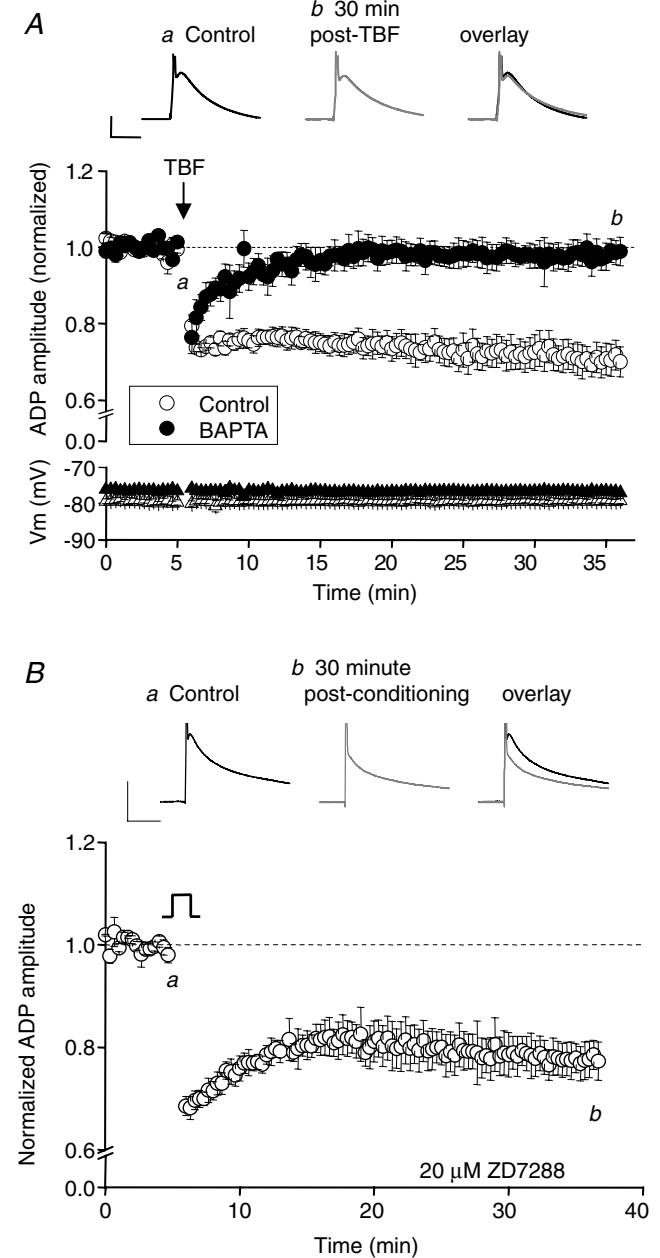 A
b 30 min
a Control post-TBF overlay
TBF
1.2
1.0
0.8
0.6
0.0
ADP amplitude (normalized)
a
b
Control
BAPTA
-70
-80
-90
Vm (mV)
0 5 10 15 20 25 30 35
Time (min)
B
b 30 minute
a Control post-conditioning overlay
1.2
1.0
0.8
0.6
0.0
Normalized ADP amplitude
a
b
20 μM ZD7288
0 10 20 30 40
Time (min)